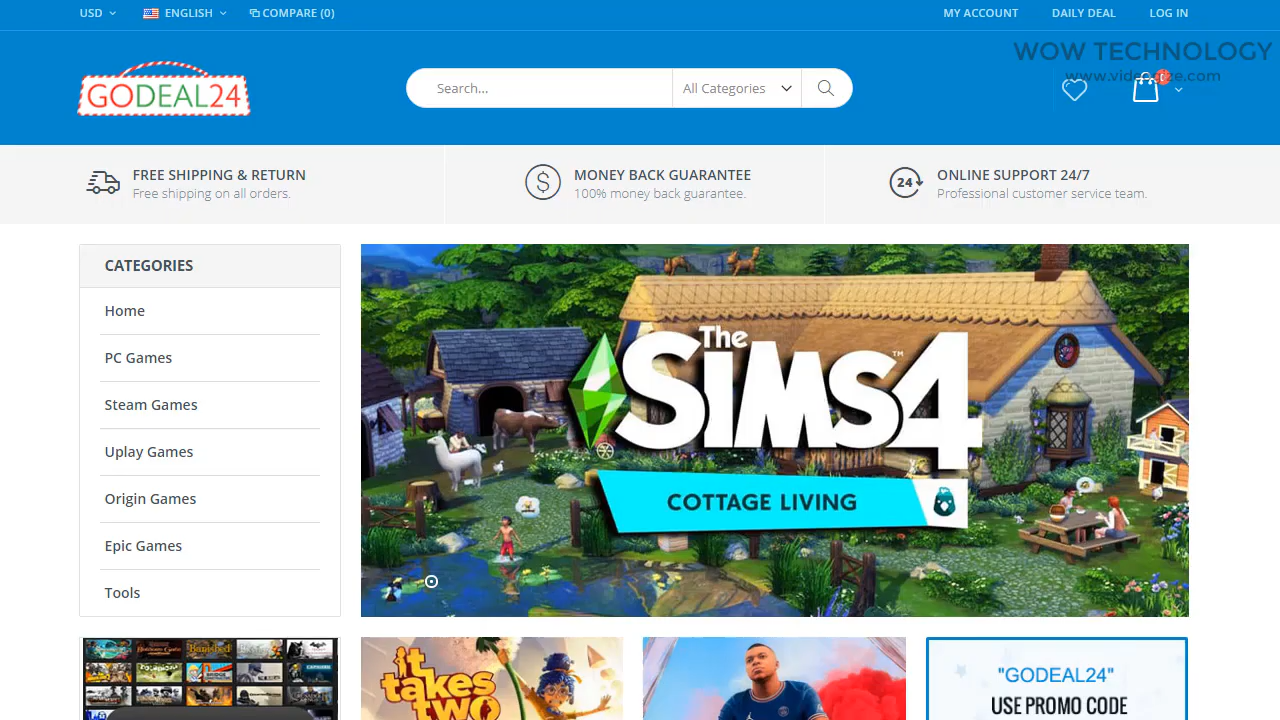 USD
ENGLISH
COMPARE (0)
MY ACCOUNT
DAILY DEAL
LOG IN
WOW TECHNOLOGY
GODEAL24
Search...
All Categories
FREE SHIPPING & RETURN
Free shipping on all orders.
MONEY BACK GUARANTEE
100% money back guarantee.
24
ONLINE SUPPORT 24/7
Professional customer service team.
CATEGORIES
Home
PC Games
Steam Games
Uplay Games
Origin Games
Epic Games
Tools
The
SIMS 4
COTTAGE LIVING
it
takes
two
"GODEAL24"
USE PROMO CODE